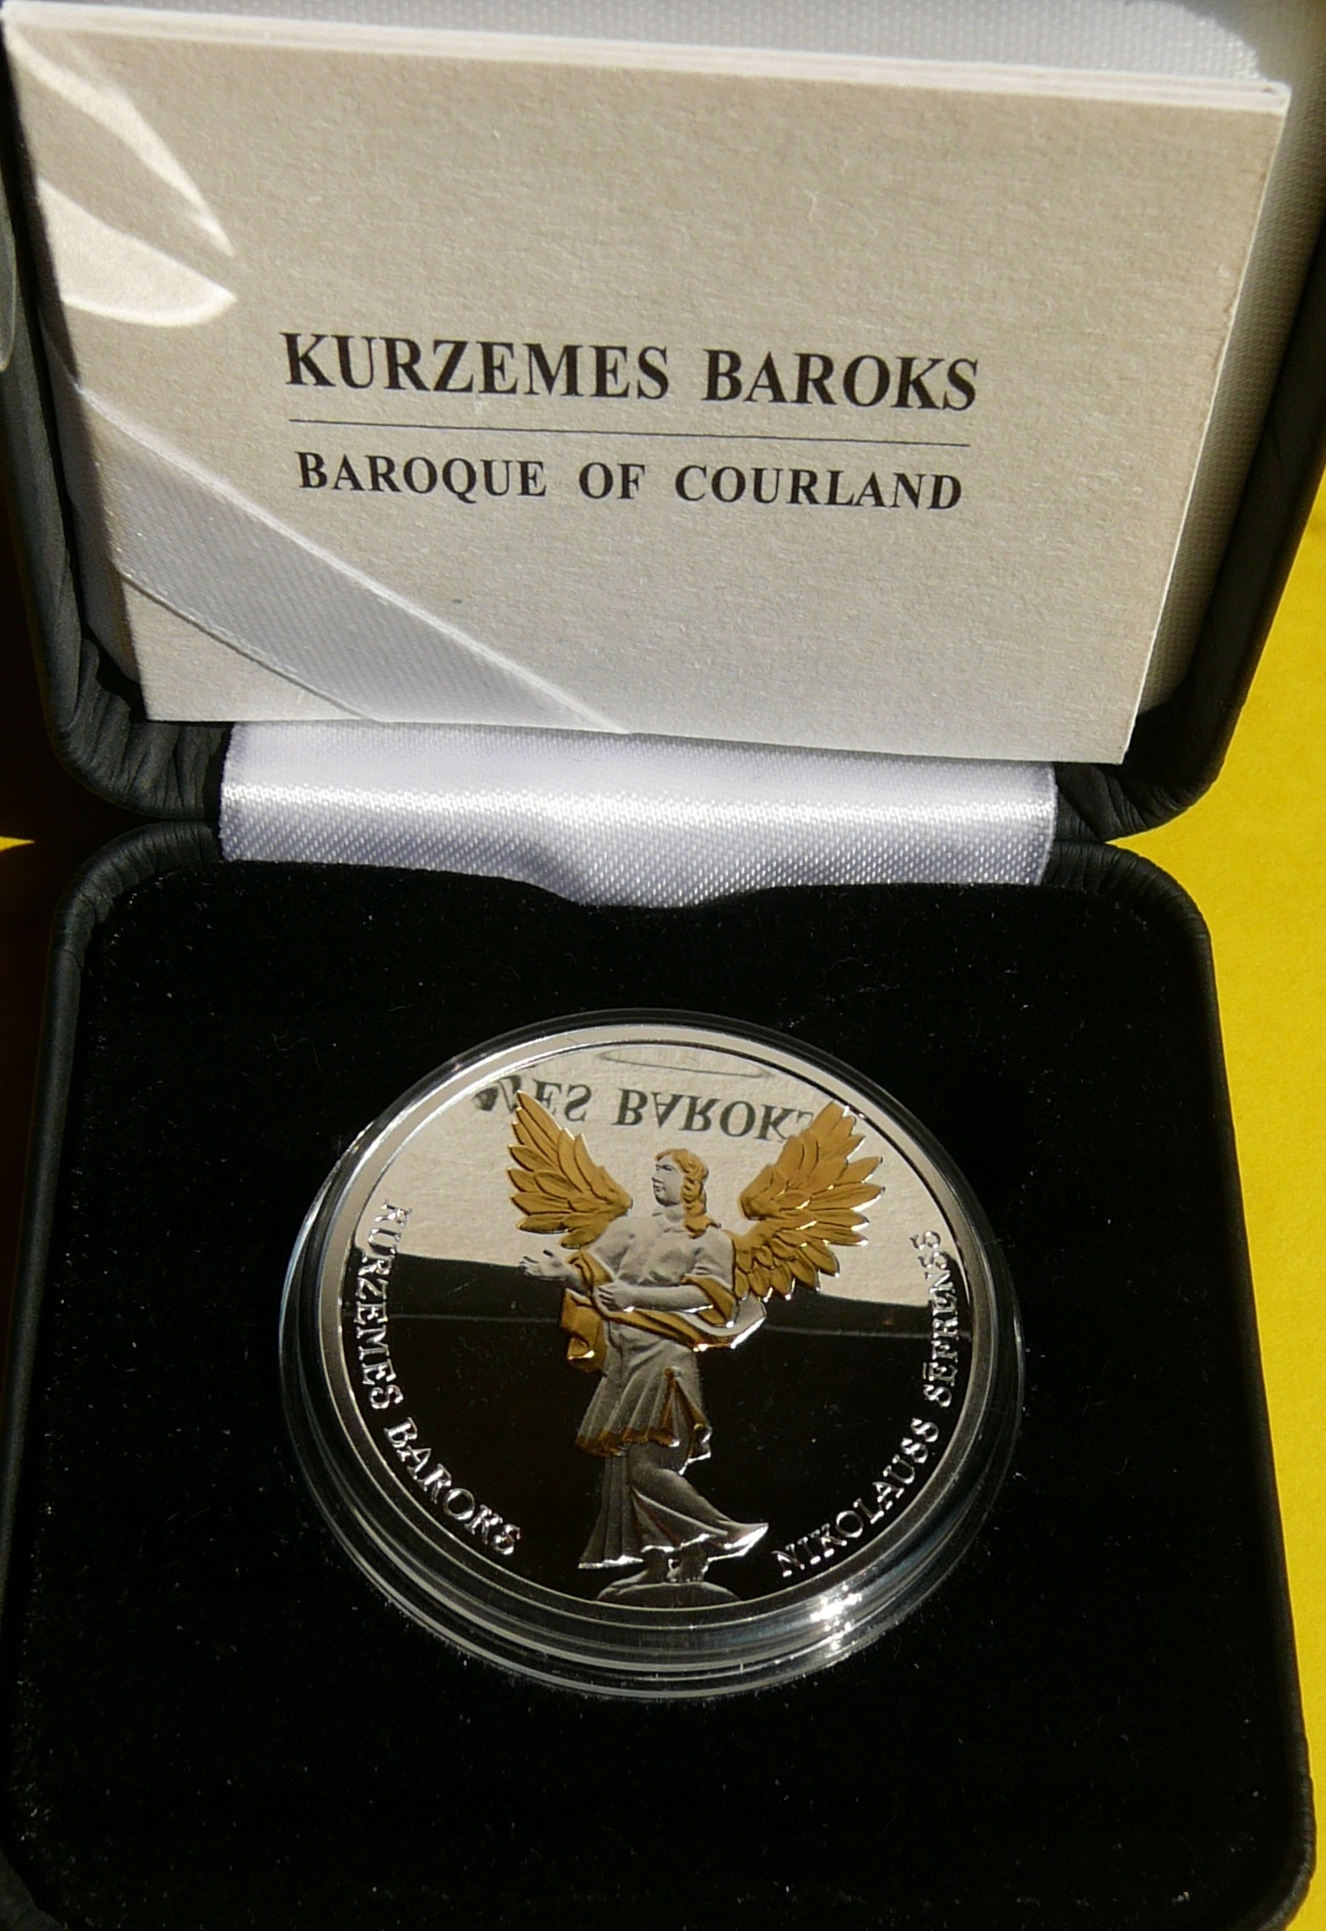 KURZEMES BAROKS
BAROQUE OF COURLAND
KURZEMES BAROKS
NIKOLAUSS SĒFRENSS